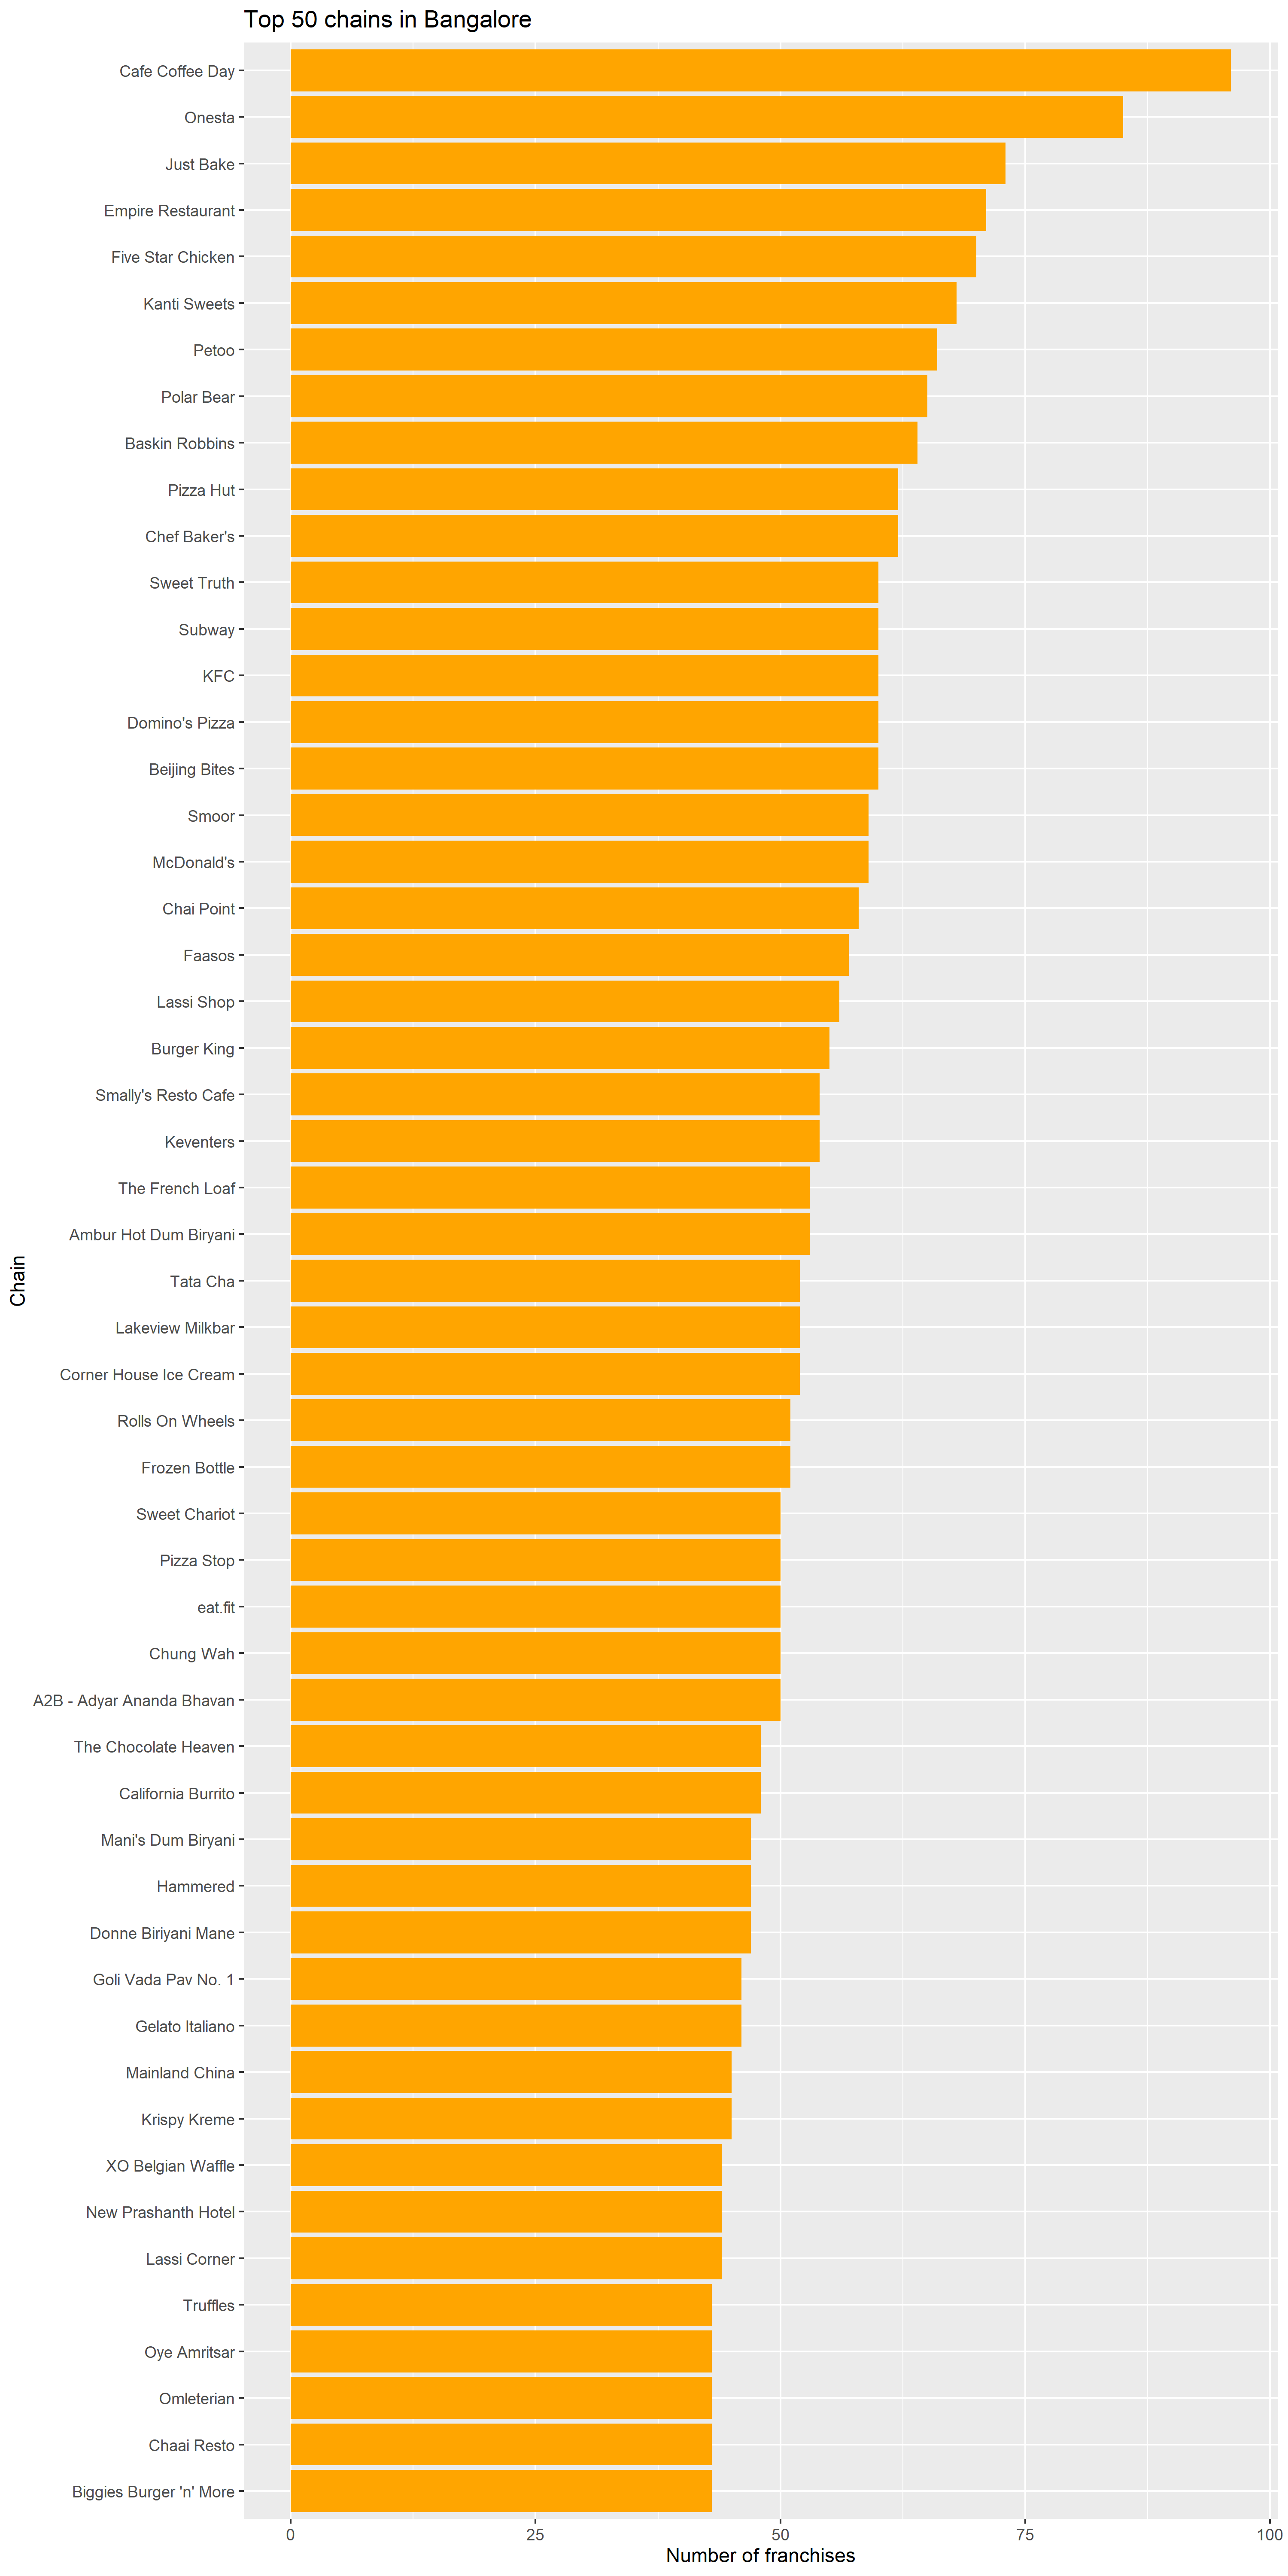 Top 50 chains in Bangalore
Cafe Coffee Day
Onesta
Just Bake
Empire Restaurant
Five Star Chicken
Kanti Sweets
Petoo
Polar Bear
Baskin Robbins
Pizza Hut
Chef Baker's
Sweet Truth
Subway
KFC
Domino's Pizza
Beijing Bites
Smoor
McDonald's
Chai Point
Faasos
Lassi Shop
Burger King
Smally's Resto Cafe
Keventers
The French Loaf
Ambur Hot Dum Biryani
Tata Cha
Lakeview Milkbar
Corner House Ice Cream
Rolls On Wheels
Frozen Bottle
Sweet Chariot
Pizza Stop
eat.fit
Chung Wah
A2B - Adyar Ananda Bhavan
The Chocolate Heaven
California Burrito
Mani's Dum Biryani
Hammered
Donne Biriyani Mane
Goli Vada Pav No. 1
Gelato Italiano
Mainland China
Krispy Kreme
XO Belgian Waffle
New Prashanth Hotel
Lassi Corner
Truffles
Oye Amritsar
Omleterian
Chaai Resto
Biggies Burger 'n' More
Chain
0 25 50 75 100
Number of franchises